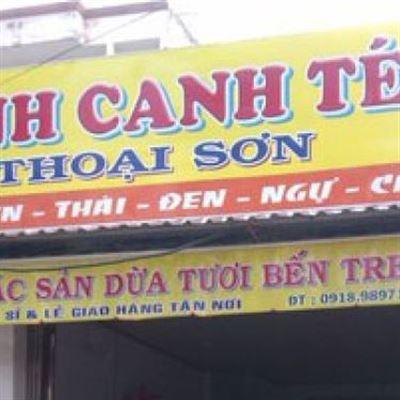 NH CANH TÉ
THOẠI SƠN
N - THÁI - ĐEN - NGỰ - C
ẶC SẢN DỪA TƯƠI BẾN TRE
SỈ & LẺ GIAO HÀNG TẬN NƠI ĐT : 0918.9897